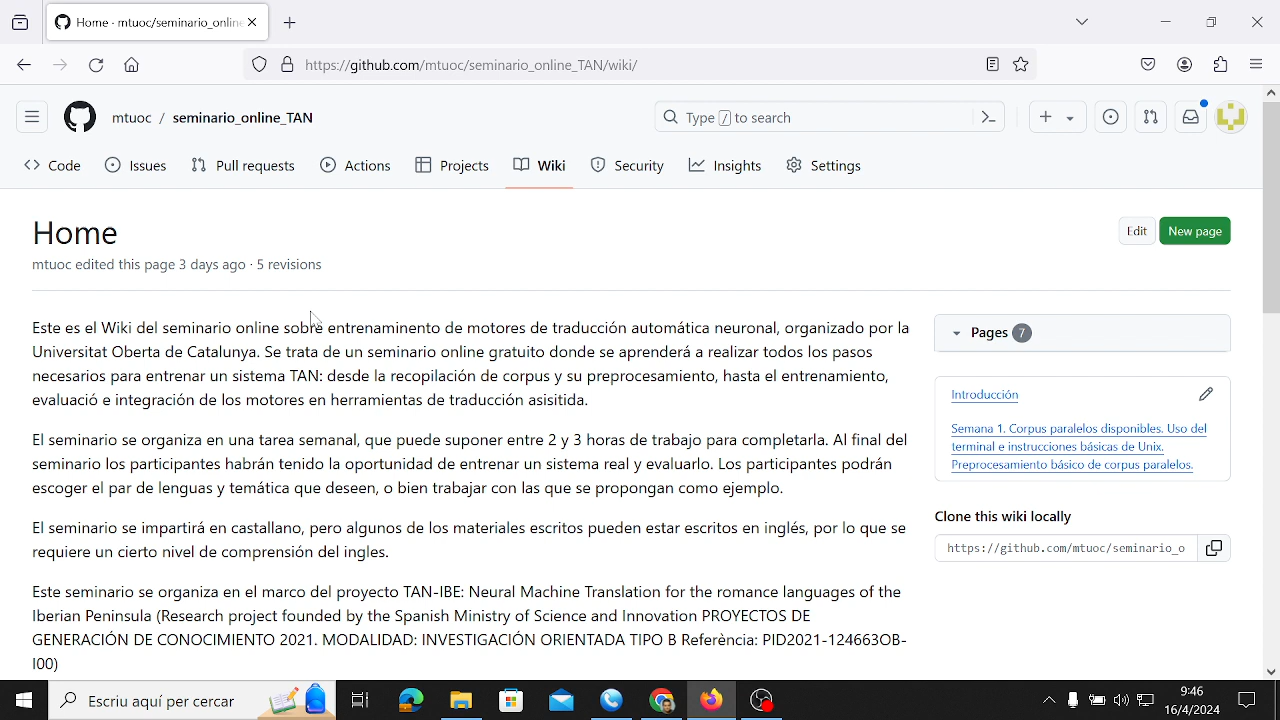 Home · mtuoc/seminario_online
https://github.com/mtuoc/seminario_online_TAN/wiki/
mtuoc / seminario_online_TAN
Type / to search
Code
Issues
Pull requests
Actions
Projects
Wiki
Security
Insights
Settings
Home
Edit
New page
mtuoc edited this page 3 days ago · 5 revisions
Este es el Wiki del seminario online sobre entrenaminento de motores de traducción automática neuronal, organizado por la
Universitat Oberta de Catalunya. Se trata de un seminario online gratuito donde se aprenderá a realizar todos los pasos
necesarios para entrenar un sistema TAN: desde la recopilación de corpus y su preprocesamiento, hasta el entrenamiento,
evaluació e integración de los motores en herramientas de traducción asisitida.
El seminario se organiza en una tarea semanal, que puede suponer entre 2 y 3 horas de trabajo para completarla. Al final del
seminario los participantes habrán tenido la oportunidad de entrenar un sistema real y evaluarlo. Los participantes podrán
escoger el par de lenguas y temática que deseen, o bien trabajar con las que se propongan como ejemplo.
El seminario se impartirá en castallano, pero algunos de los materiales escritos pueden estar escritos en inglés, por lo que se
requiere un cierto nivel de comprensión del ingles.
Este seminario se organiza en el marco del proyecto TAN-IBE: Neural Machine Translation for the romance languages of the
Iberian Peninsula (Research project founded by the Spanish Ministry of Science and Innovation PROYECTOS DE
GENERACIÓN DE CONOCIMIENTO 2021. MODALIDAD: INVESTIGACIÓN ORIENTADA TIPO B Referència: PID2021-124663OB-
I00)
Pages 7
Introducción
Semana 1. Corpus paralelos disponibles. Uso del
terminal e instrucciones básicas de Unix.
Preprocesamiento básico de corpus paralelos.
Clone this wiki locally
https://github.com/mtuoc/seminario_o
Escriu aquí per cercar
9:46
16/4/2024